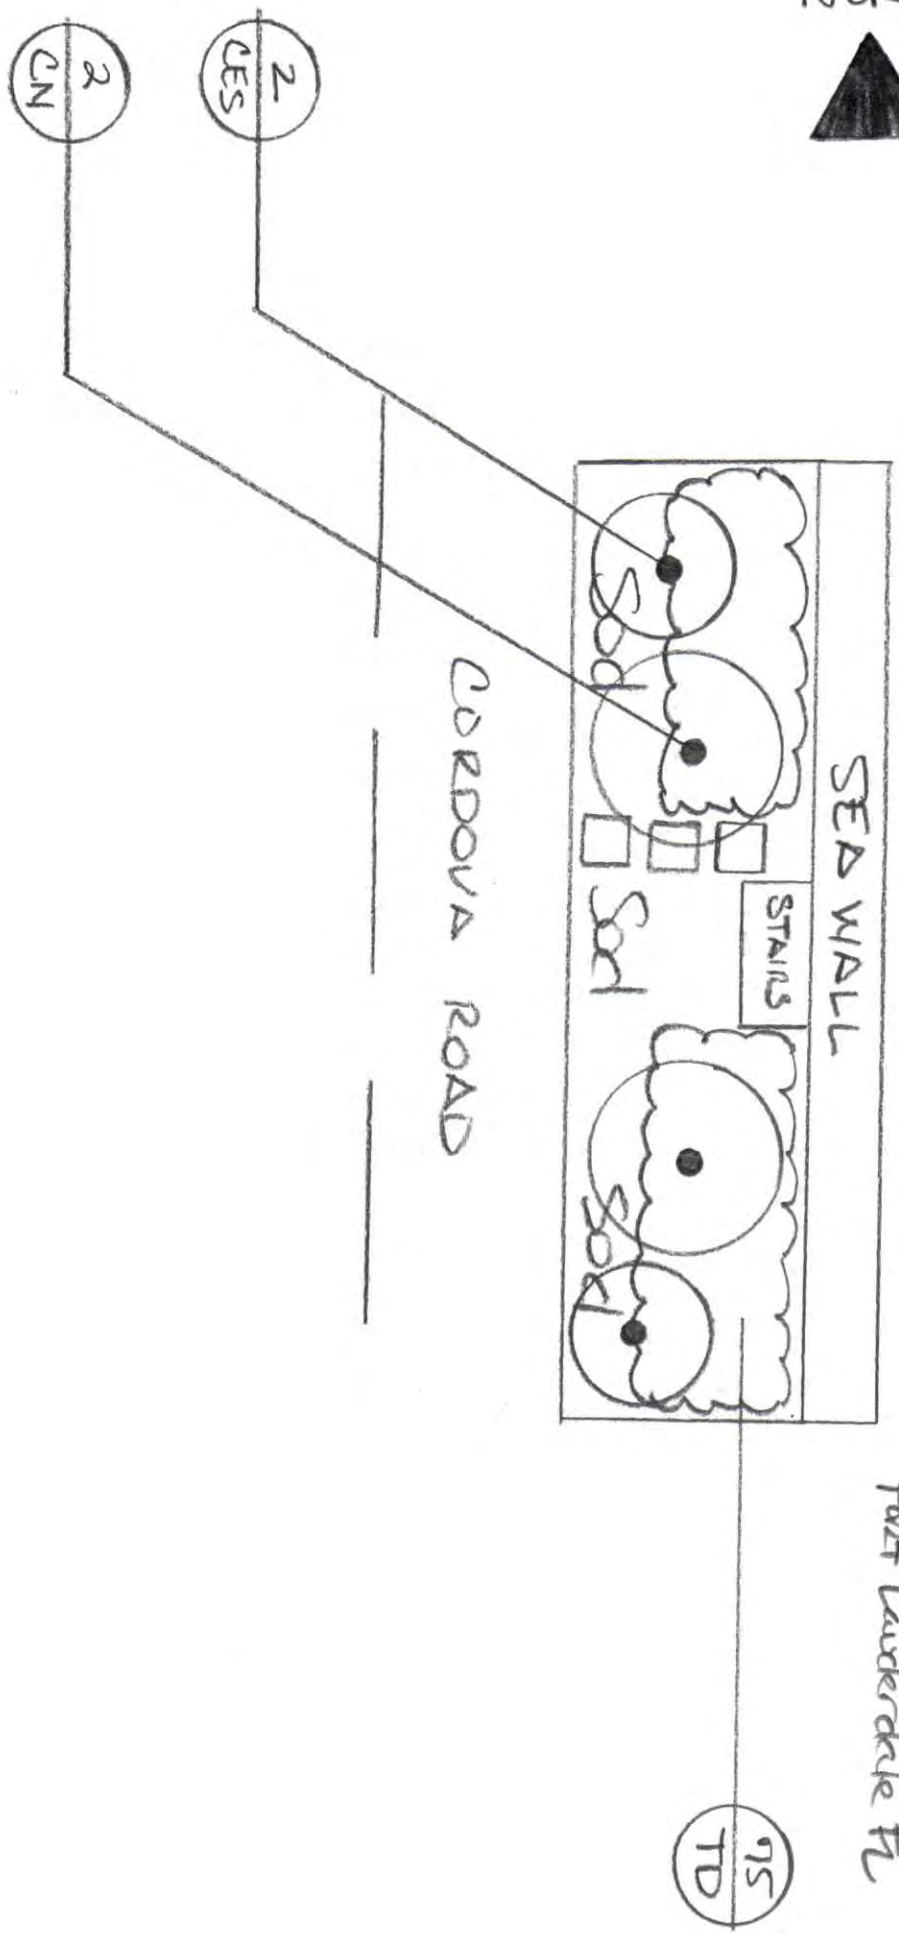 2
CN
2
CES
SEA WALL
Sod
STAIRS
Sod
Sod
CORDOVA ROAD
75
TD
Fort Lauderdale FL